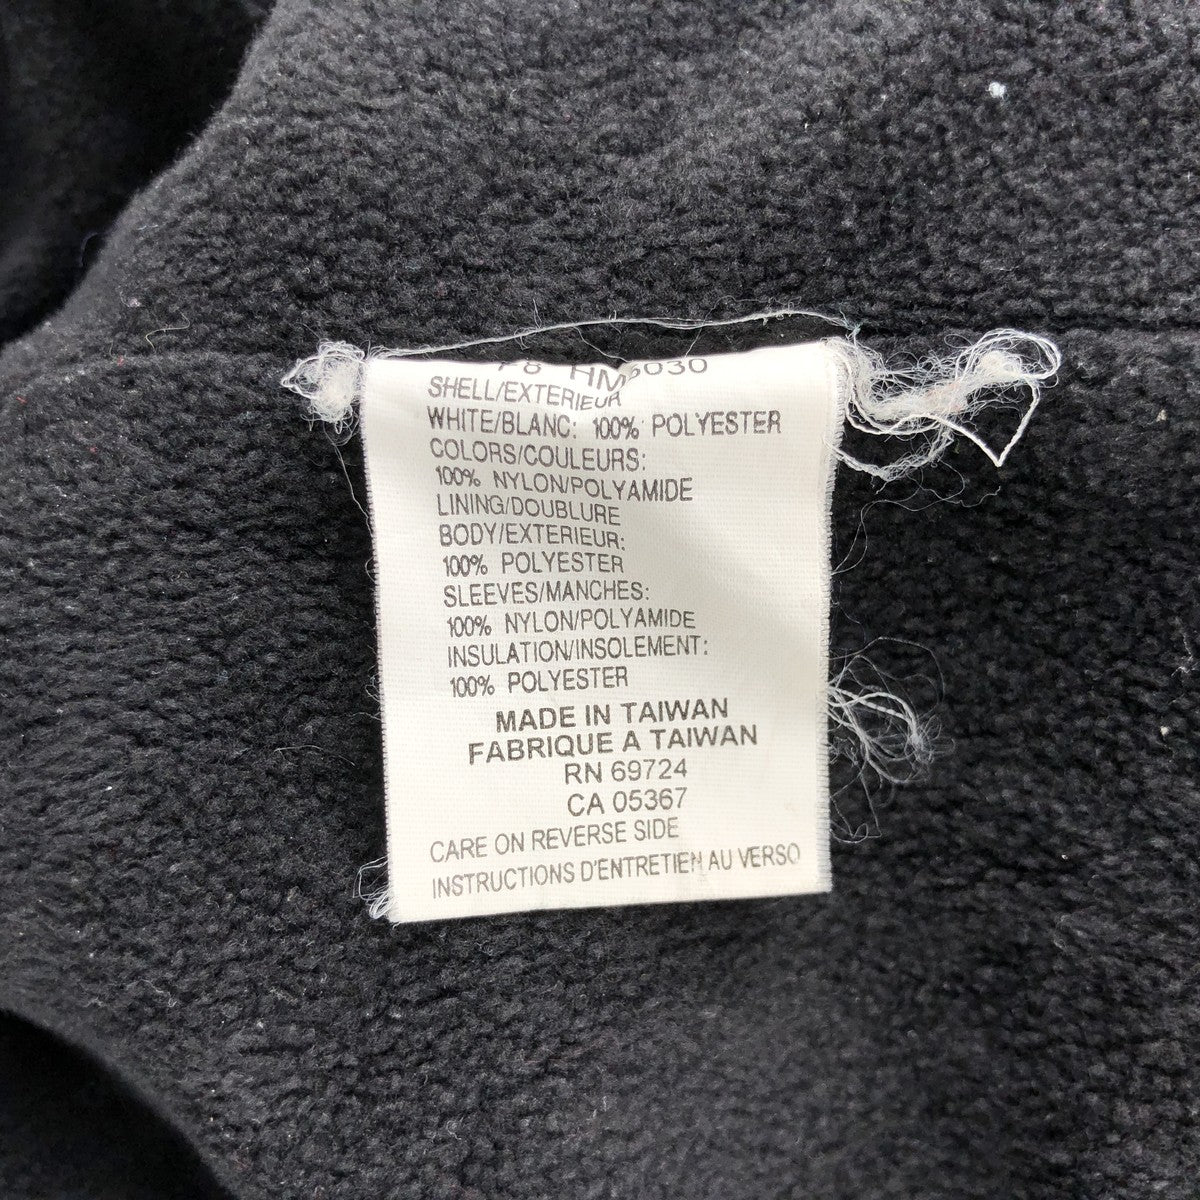 HM5030
SHELL/EXTERIEUR
WHITE/BLANC: 100% POLYESTER
COLORS/COULEURS:
100% NYLON/POLYAMIDE
LINING/DOUBLURE
BODY/EXTERIEUR:
100% POLYESTER
SLEEVES/MANCHES:
100% NYLON/POLYAMIDE
INSULATION/INSOLEMENT:
100% POLYESTER
MADE IN TAIWAN
FABRIQUE A TAIWAN
RN 69724
CA 05367
CARE ON REVERSE SIDE
INSTRUCTIONS D'ENTRETIEN AU VERSO